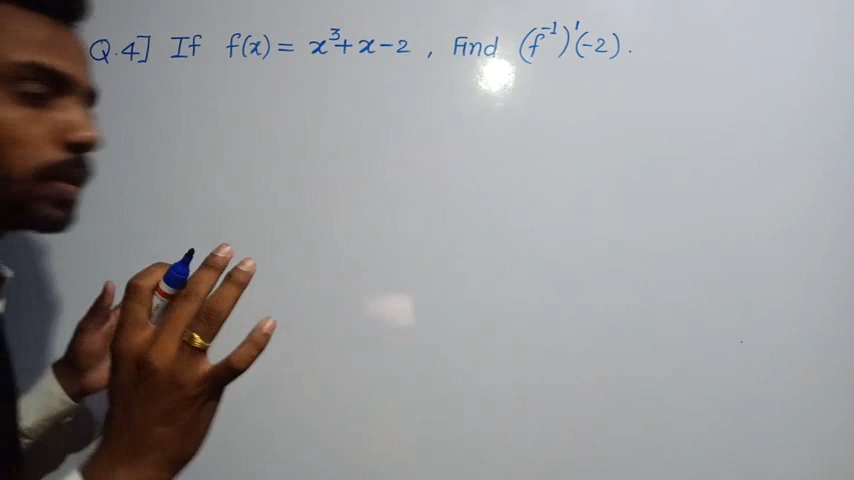 Q.4] If f(x) = x³+x-2 , Find (f⁻¹)'(-2).